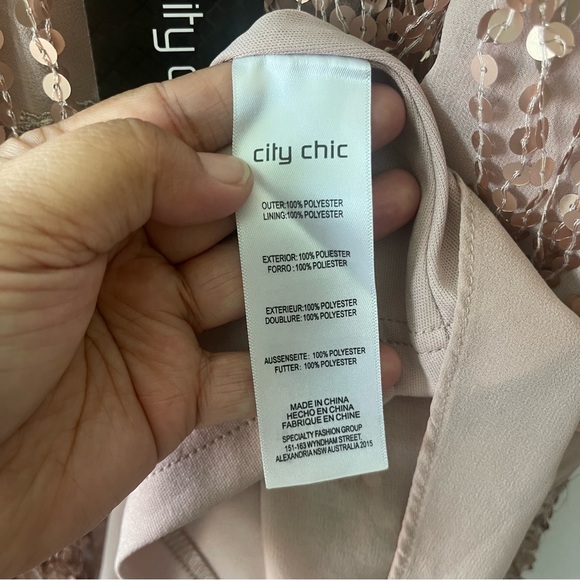 city c
city chic
OUTER:100% POLYESTER
LINING:100% POLYESTER
EXTERIOR:100% POLIÉSTER
FORRO :100% POLIESTER
EXTERIEUR:100% POLYESTER
DOUBLURE:100% POLYESTER
AUSSENSEITE: 100% POLYESTER
FUTTER: 100% POLYESTER
MADE IN CHINA
HECHO EN CHINA
FABRIQUE EN CHINE
SPECIALTY FASHION GROUP
151-163 WYNDHAM STREET,
ALEXANDRIA NSW AUSTRALIA 2015